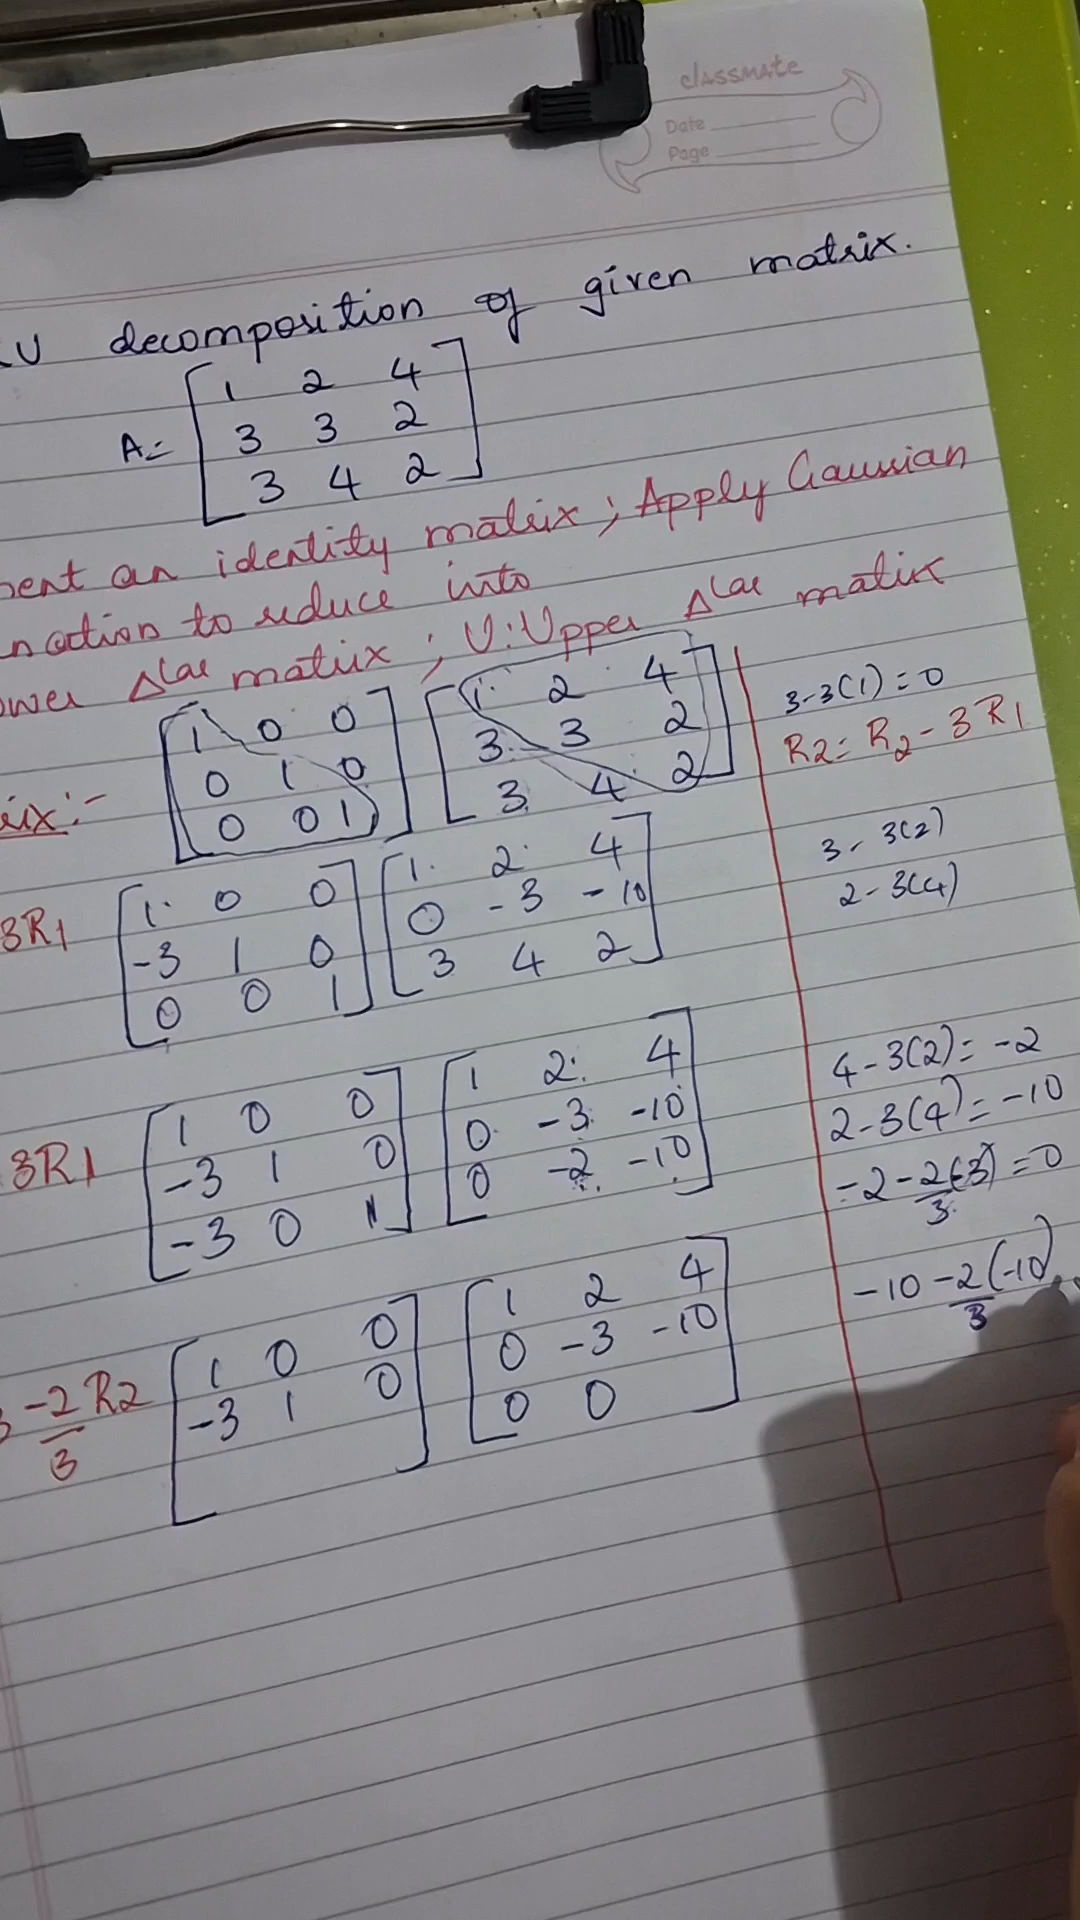 classmate
Date
Page
U decomposition of given matrix.
A= [1 2 4
3 3 2
3 4 2]
ent an identity matrix; Apply Gaussian
nation to reduce into
ower Δlar matrix; U:Upper Δlar matrix
ix:-
[1 0 0
0 1 0
0 0 1]
[1 2 4
3 3 2
3 4 2]
3-3(1)=0
R2= R2-3R1
3R1
[1 0 0
-3 1 0
0 0 1]
[1 2 4
0 -3 -10
3 4 2]
3-3(2)
2-3(4)
3R1
[1 0 0
-3 1 0
-3 0 1]
[1 2 4
0 -3 -10
0 -2 -10]
4-3(2)=-2
2-3(4)=-10
-2-2/3(-3)=0
-2/3 R2
[1 0 0
-3 1 0
[1 2 4
0 -3 -10
0 0 ]
-10-2/3(-10)